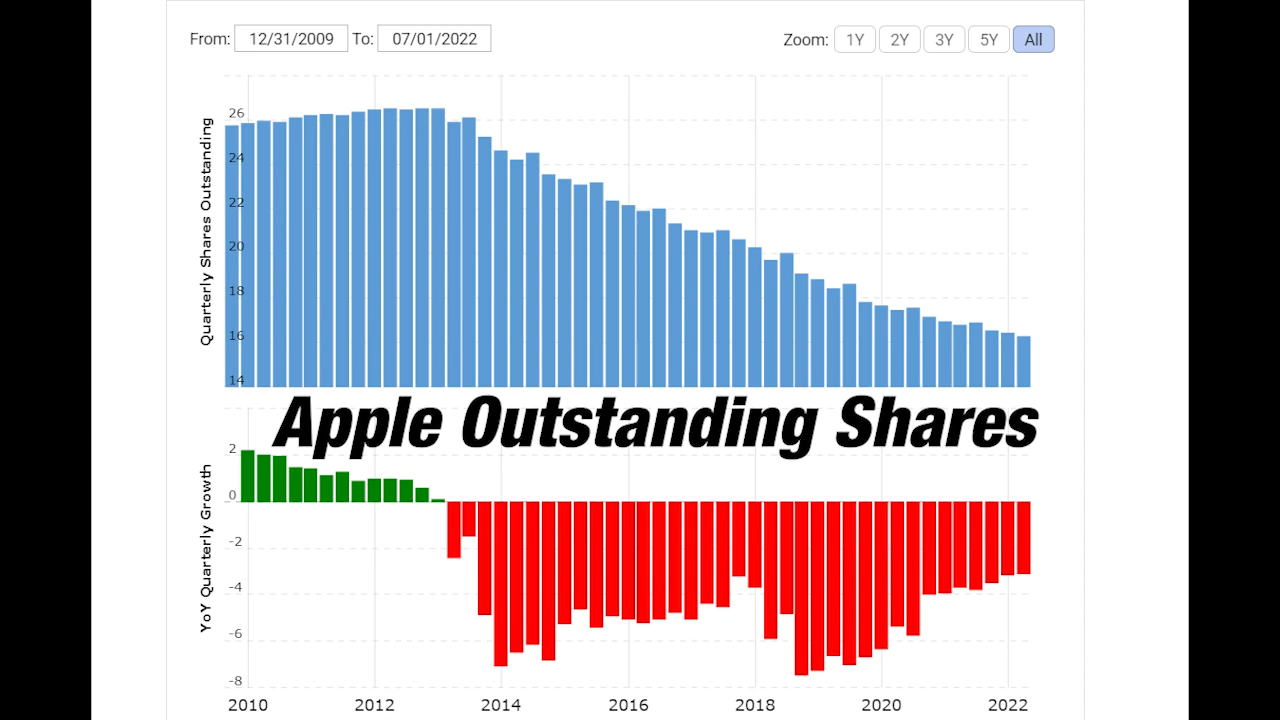 From: 12/31/2009 To: 07/01/2022 Zoom: 1Y 2Y 3Y 5Y All
Quarterly Shares Outstanding
26
24
22
20
18
16
14
Apple Outstanding Shares
YoY Quarterly Growth
2
0
-2
-4
-6
-8
2010 2012 2014 2016 2018 2020 2022